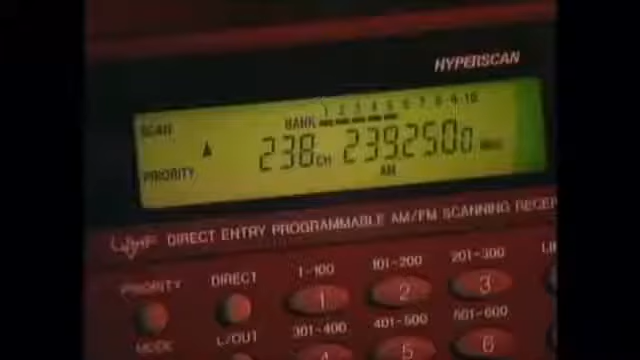 HYPERSCAN
SCAN
BANK 1 2 3 4 5 6 7 8 9 10
238 CH 239.2500 MHz
PRIORITY
AM
DIRECT ENTRY PROGRAMMABLE AM/FM SCANNING RECE
PRIORITY DIRECT 1-100 101-200 201-300
1 2 3
MODE L/OUT 301-400 401-500 501-600
4 5 6